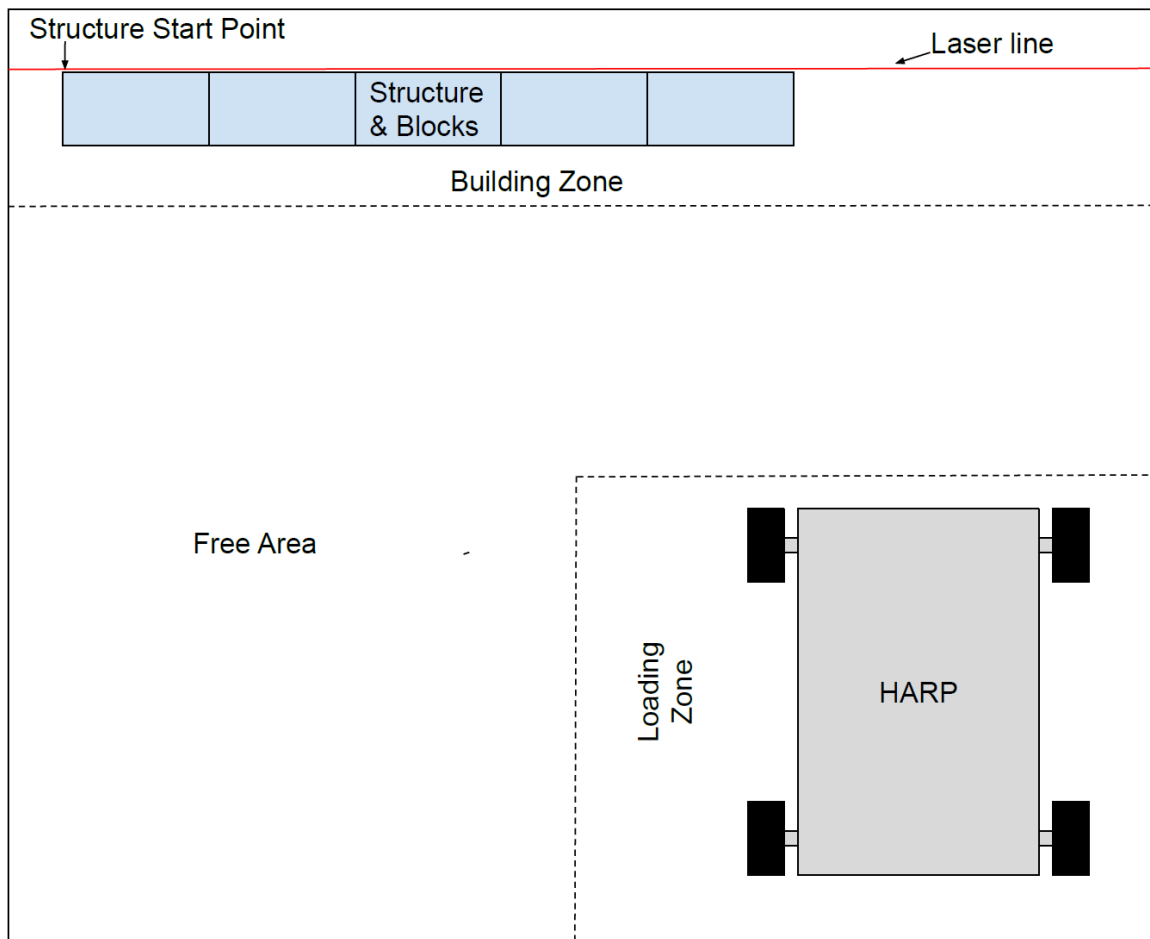 Structure Start Point
Laser line
Structure
& Blocks
Building Zone
Free Area
Loading
Zone
HARP